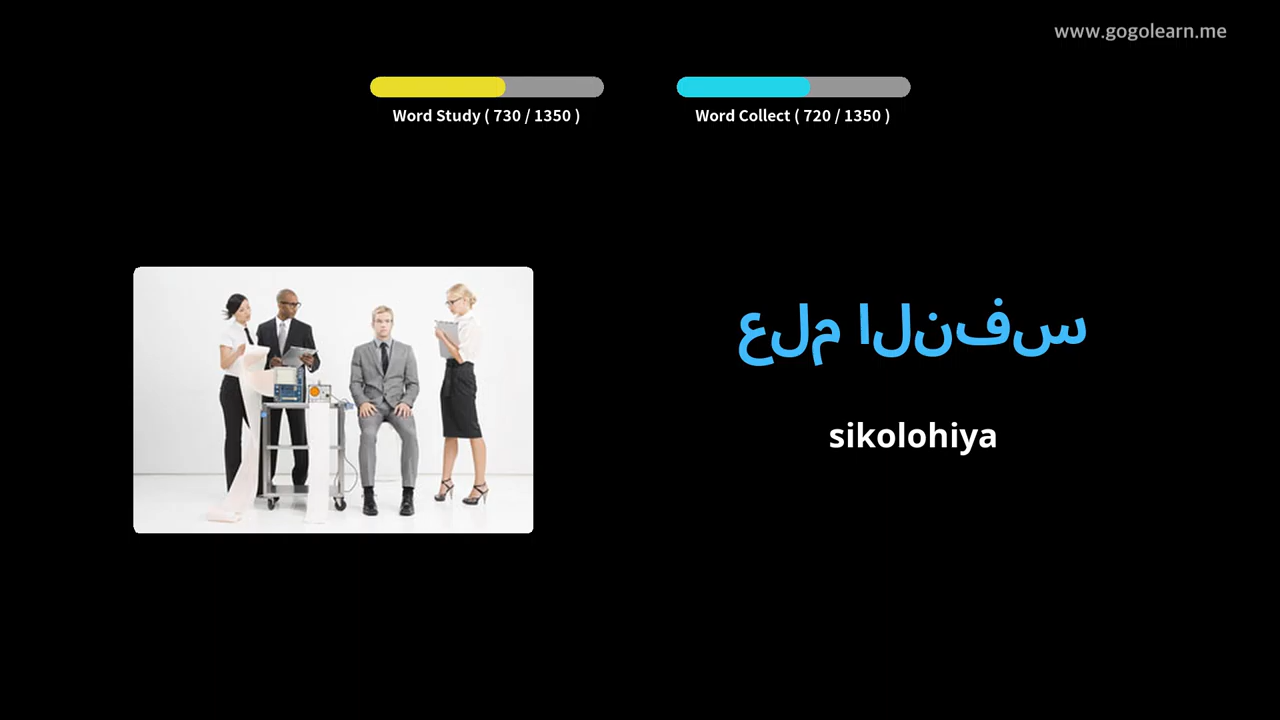 www.gogolearn.me
Word Study ( 730 / 1350 )
Word Collect ( 720 / 1350 )
علم النفس
sikolohiya